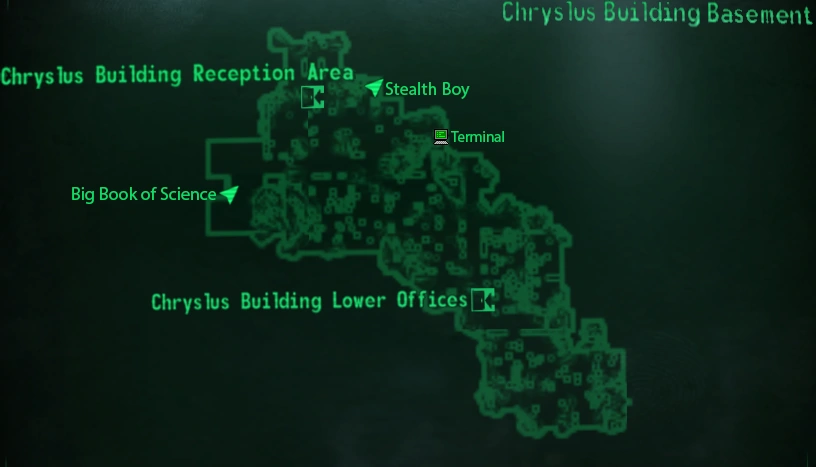 Chryslus Building Basement
Chryslus Building Reception Area
Stealth Boy
Terminal
Big Book of Science
Chryslus Building Lower Offices